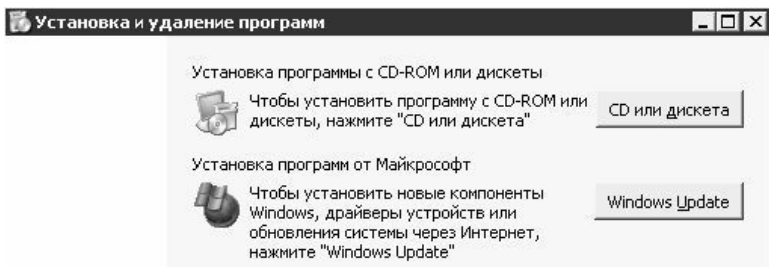 Установка и удаление программ
Установка программы с CD-ROM или дискеты
Чтобы установить программу с CD-ROM или
дискеты, нажмите "CD или дискета"
CD или дискета
Установка программ от Майкрософт
Чтобы установить новые компоненты
Windows, драйверы устройств или
обновления системы через Интернет,
нажмите "Windows Update"
Windows Update